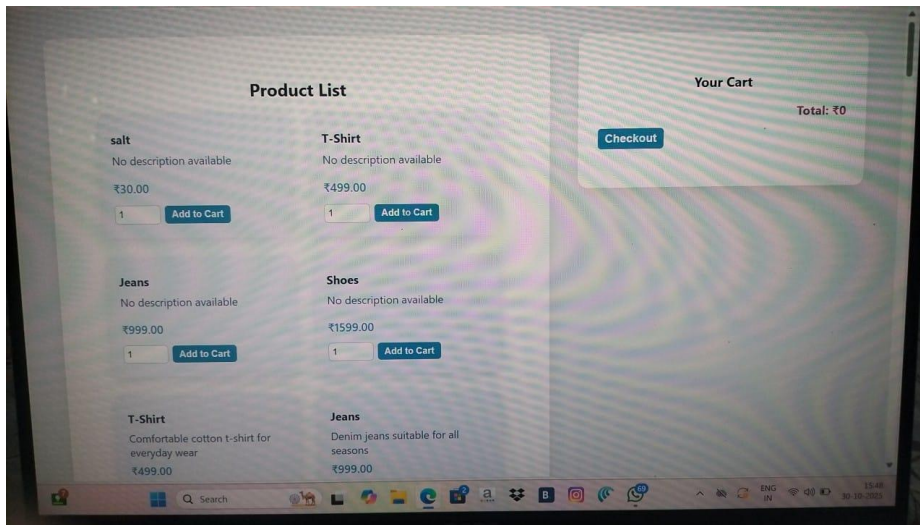 Product List
salt
No description available
₹30.00
1
Add to Cart
T-Shirt
No description available
₹499.00
1
Add to Cart
Jeans
No description available
₹999.00
1
Add to Cart
Shoes
No description available
₹1599.00
1
Add to Cart
T-Shirt
Comfortable cotton t-shirt for
everyday wear
₹499.00
Jeans
Denim jeans suitable for all
seasons
₹999.00
Your Cart
Total: ₹0
Checkout
Search
a
B
69
ENG
IN
15:48